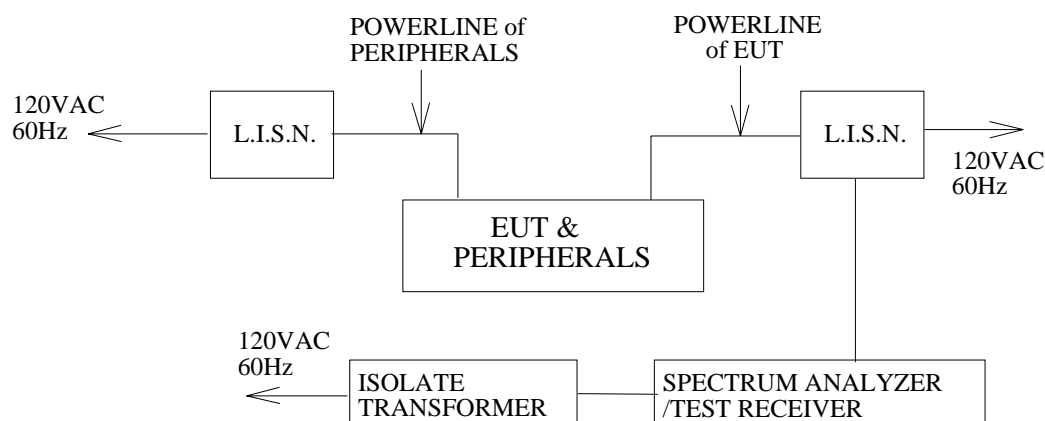 POWERLINE of
PERIPHERALS
POWERLINE
of EUT
120VAC
60Hz
L.I.S.N.
L.I.S.N.
120VAC
60Hz
EUT &
PERIPHERALS
120VAC
60Hz
ISOLATE
TRANSFORMER
SPECTRUM ANALYZER
/TEST RECEIVER